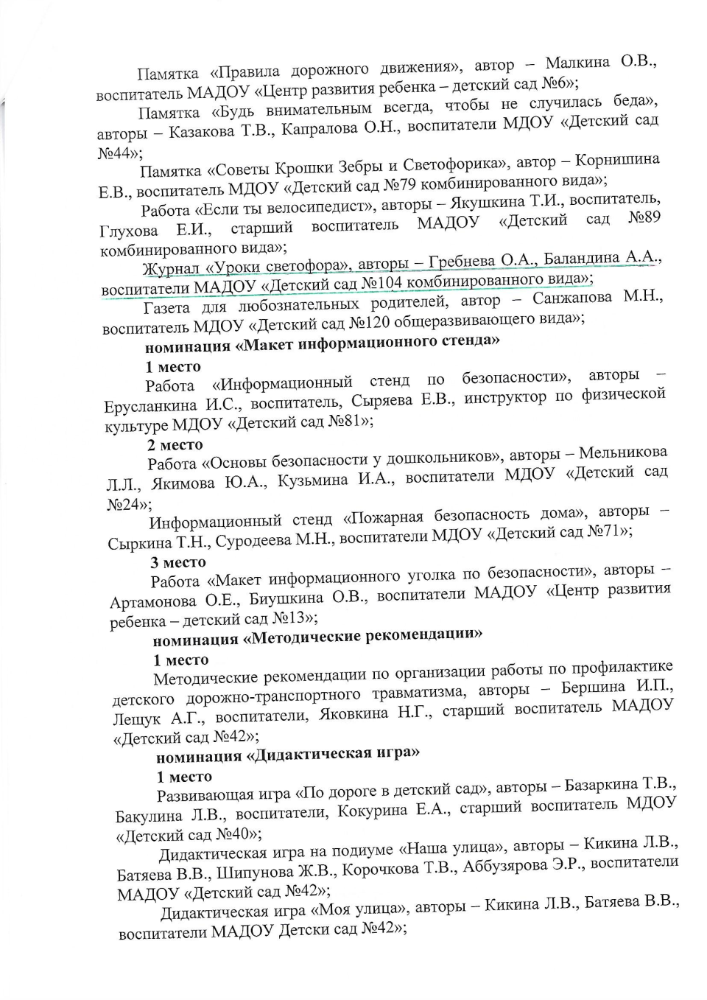 Памятка «Правила дорожного движения», автор – Малкина О.В.,
воспитатель МАДОУ «Центр развития ребенка – детский сад №6»;
Памятка «Будь внимательным всегда, чтобы не случилась беда»,
авторы – Казакова Т.В., Капралова О.Н., воспитатели МДОУ «Детский сад
№44»;
Памятка «Советы Крошки Зебры и Светофорика», автор – Корнишина
Е.В., воспитатель МДОУ «Детский сад №79 комбинированного вида»;
Работа «Если ты велосипедист», авторы – Якушкина Т.И., воспитатель,
Глухова Е.И., старший воспитатель МАДОУ «Детский сад №89
комбинированного вида»;
Журнал «Уроки светофора», авторы – Гребнева О.А., Баландина А.А.,
воспитатели МАДОУ «Детский сад №104 комбинированного вида»;
Газета для любознательных родителей, автор – Санжапова М.Н.,
воспитатель МДОУ «Детский сад №120 общеразвивающего вида»;
номинация «Макет информационного стенда»
1 место
Работа «Информационный стенд по безопасности», авторы –
Ерусланкина И.С., воспитатель, Сыряева Е.В., инструктор по физической
культуре МДОУ «Детский сад №81»;
2 место
Работа «Основы безопасности у дошкольников», авторы – Мельникова
Л.Л., Якимова Ю.А., Кузьмина И.А., воспитатели МДОУ «Детский сад
№24»;
Информационный стенд «Пожарная безопасность дома», авторы –
Сыркина Т.Н., Суродеева М.Н., воспитатели МДОУ «Детский сад №71»;
3 место
Работа «Макет информационного уголка по безопасности», авторы –
Артамонова О.Е., Биушкина О.В., воспитатели МАДОУ «Центр развития
ребенка – детский сад №13»;
номинация «Методические рекомендации»
1 место
Методические рекомендации по организации работы по профилактике
детского дорожно-транспортного травматизма, авторы – Бершина И.П.,
Лещук А.Г., воспитатели, Яковкина Н.Г., старший воспитатель МАДОУ
«Детский сад №42»;
номинация «Дидактическая игра»
1 место
Развивающая игра «По дороге в детский сад», авторы – Базаркина Т.В.,
Бакулина Л.В., воспитатели, Кокурина Е.А., старший воспитатель МДОУ
«Детский сад №40»;
Дидактическая игра на подиуме «Наша улица», авторы – Кикина Л.В.,
Батяева В.В., Шипунова Ж.В., Корочкова Т.В., Аббузярова Э.Р., воспитатели
МАДОУ «Детский сад №42»;
Дидактическая игра «Моя улица», авторы – Кикина Л.В., Батяева В.В.,
воспитатели МАДОУ Детски сад №42»;